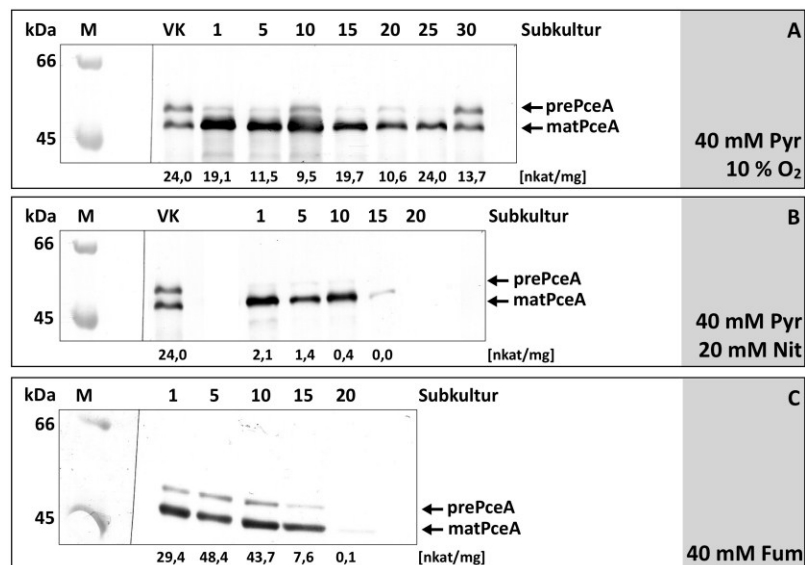 kDa M VK 1 5 10 15 20 25 30 Subkultur A
66
prePceA
matPceA
45
40 mM Pyr
10 % O₂
24,0 19,1 11,5 9,5 19,7 10,6 24,0 13,7 [nkat/mg]
kDa M VK 1 5 10 15 20 Subkultur B
66
prePceA
matPceA
45
40 mM Pyr
20 mM Nit
24,0 2,1 1,4 0,4 0,0 [nkat/mg]
kDa M 1 5 10 15 20 Subkultur C
66
prePceA
45
matPceA
29,4 48,4 43,7 7,6 0,1 [nkat/mg] 40 mM Fum